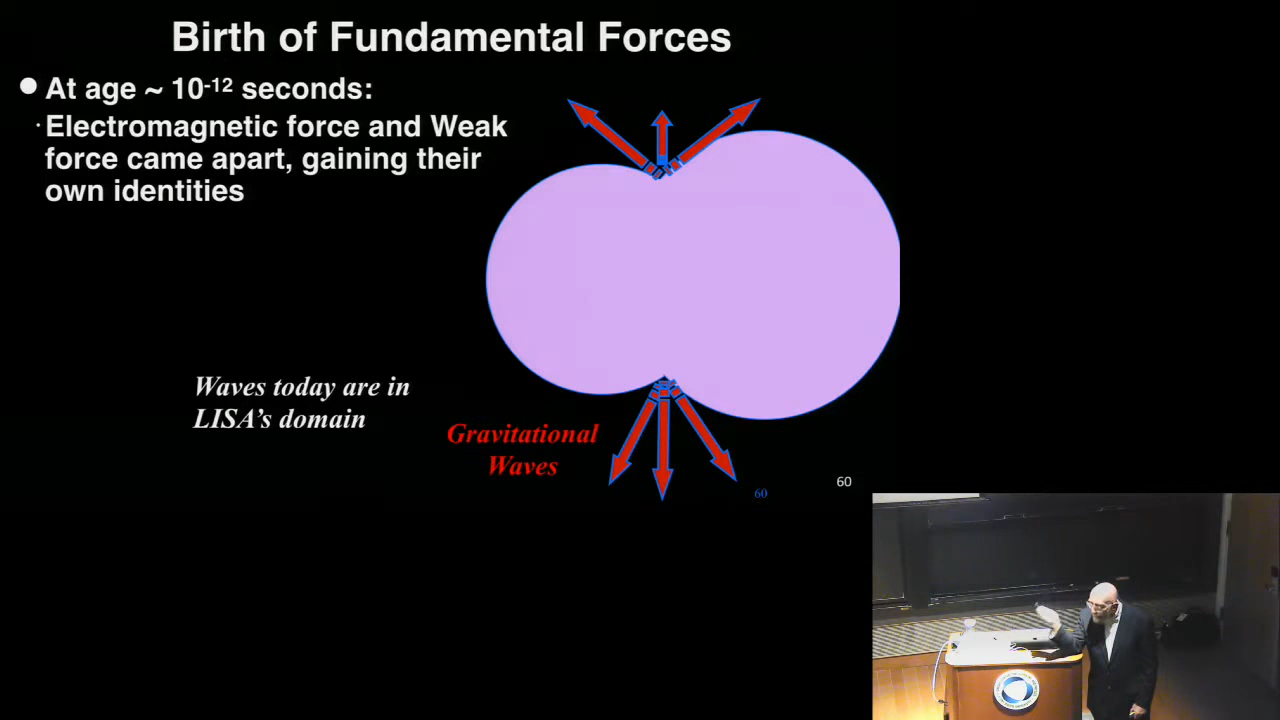 Birth of Fundamental Forces
At age ~ 10-12 seconds:
Electromagnetic force and Weak
force came apart, gaining their
own identities
Waves today are in
LISA’s domain
Gravitational
Waves
60
60